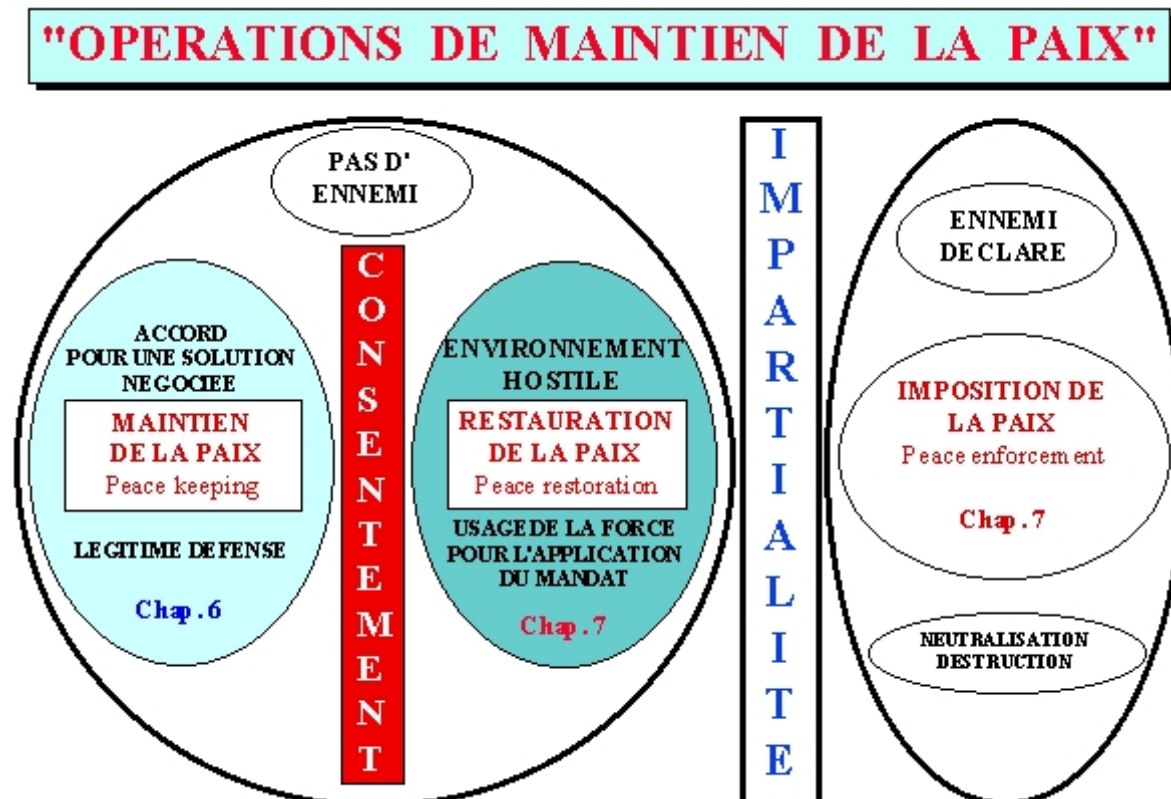 "OPERATIONS DE MAINTIEN DE LA PAIX"
PAS D'
ENNEMI
ACCORD
POUR UNE SOLUTION
NEGOCIEE
MAINTIEN
DE LA PAIX
Peace keeping
LEGITIME DEFENSE
Chap.6
CONSENTEMENT
ENVIRONNEMENT
HOSTILE
RESTAURATION
DE LA PAIX
Peace restoration
USAGE DE LA FORCE
POUR L'APPLICATION
DU MANDAT
Chap.7
IMPARTIALITE
ENNEMI
DECLARE
IMPOSITION DE
LA PAIX
Peace enforcement
Chap.7
NEUTRALISATION
DESTRUCTION